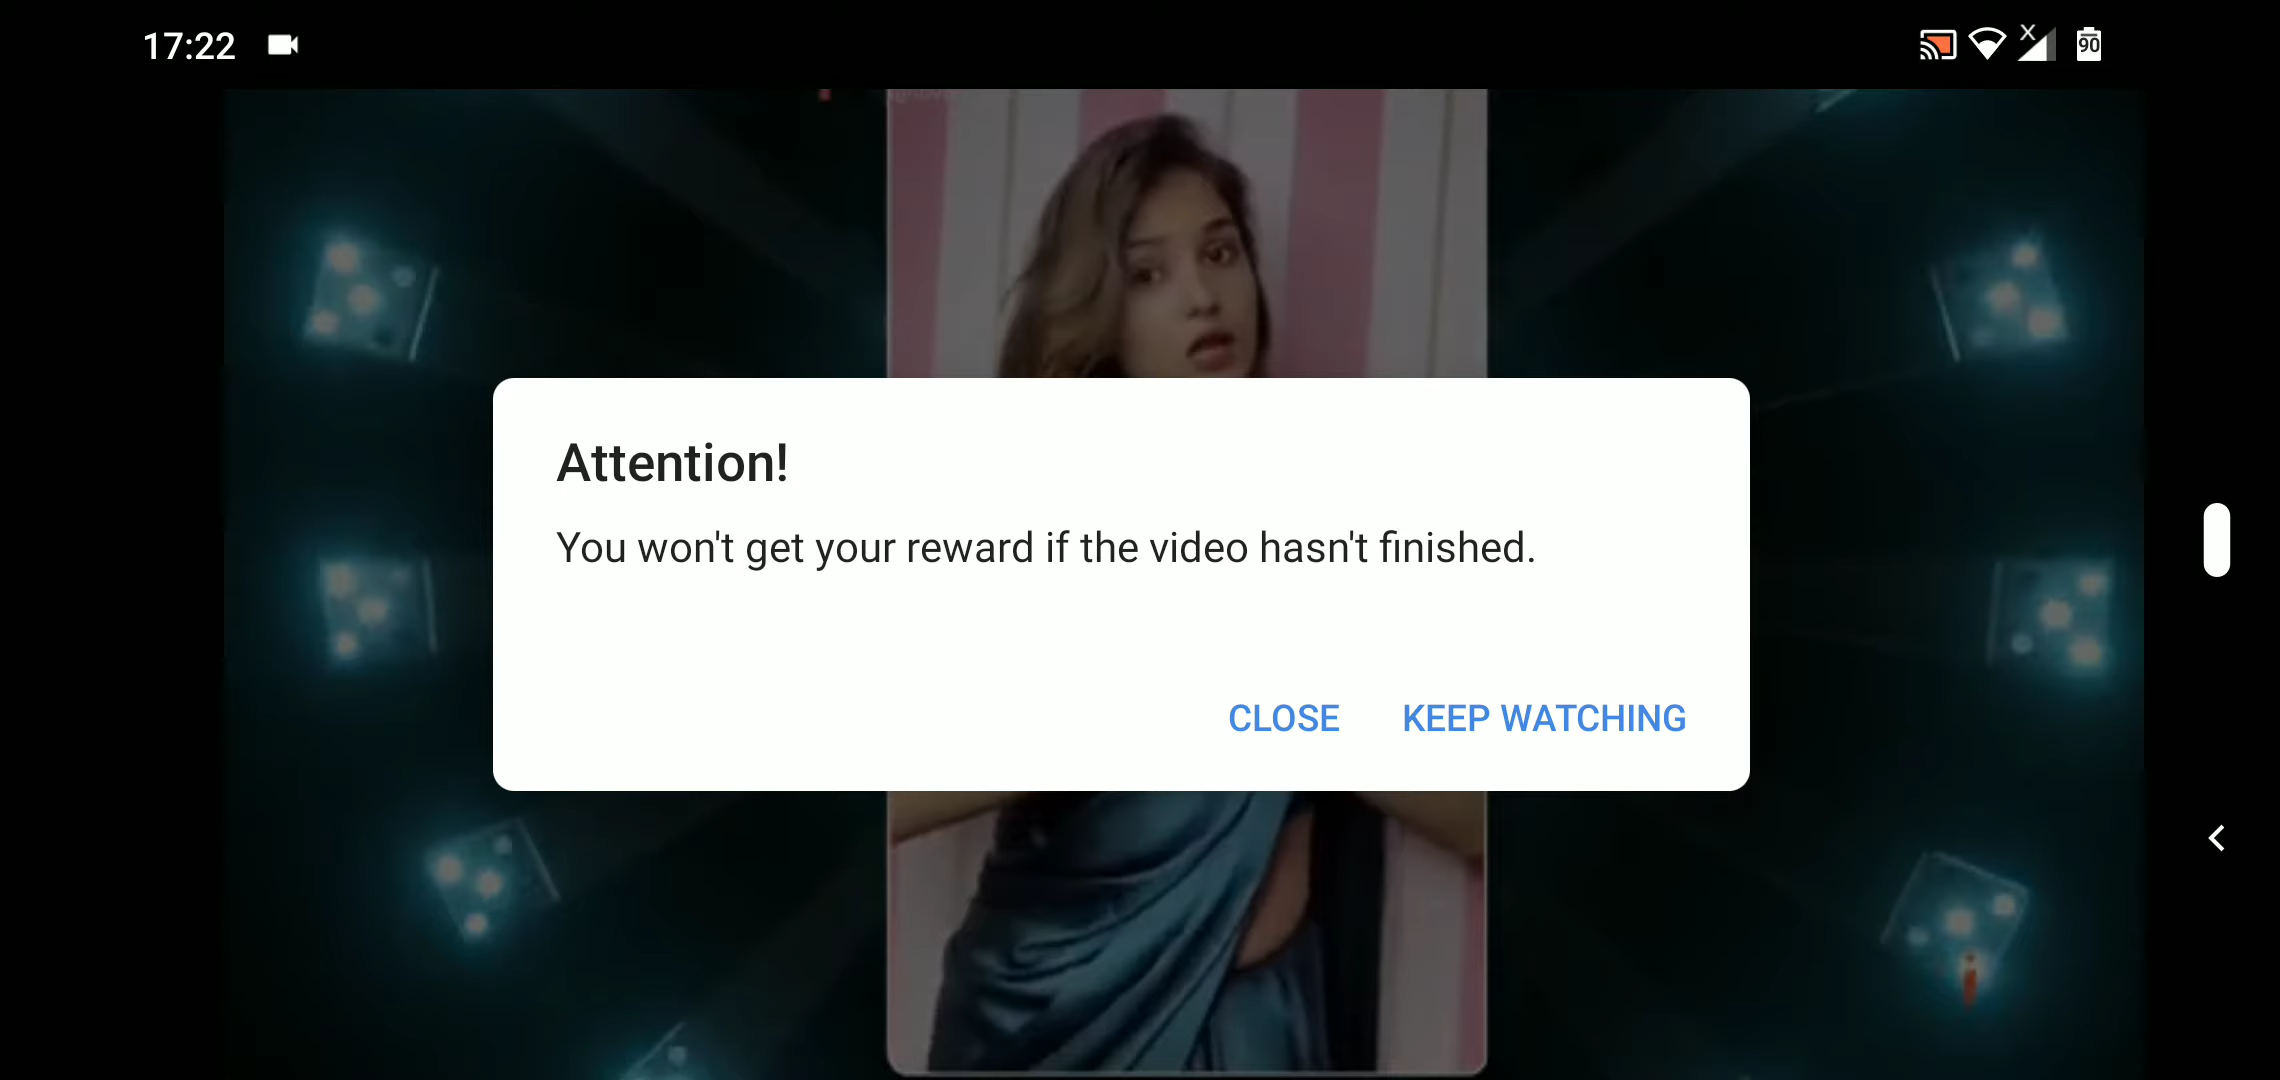 17:22
X
90
Attention!
You won't get your reward if the video hasn't finished.
CLOSE KEEP WATCHING